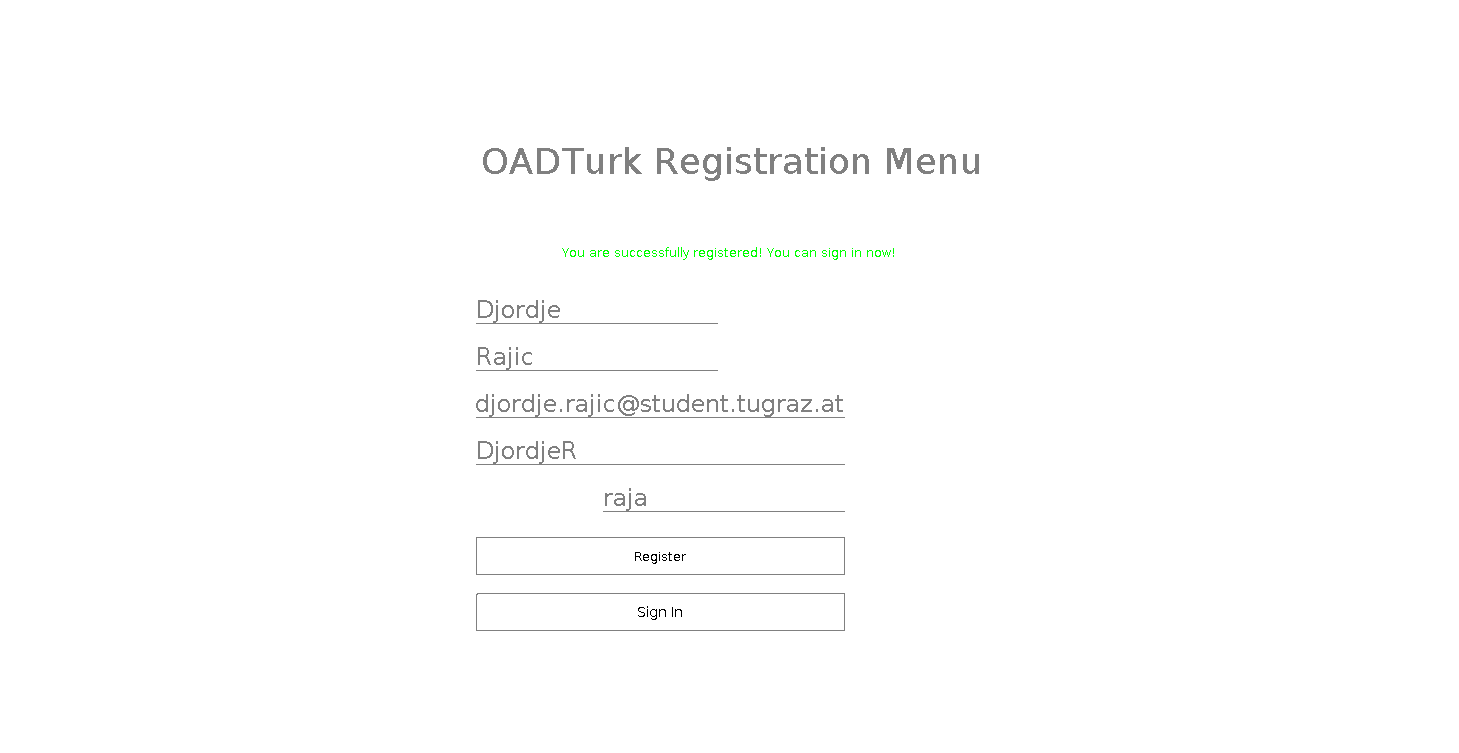 OADTurk Registration Menu
You are successfully registered! You can sign in now!
Djordje
Rajic
djordje.rajic@student.tugraz.at
DjordjeR
raja
Register
Sign In